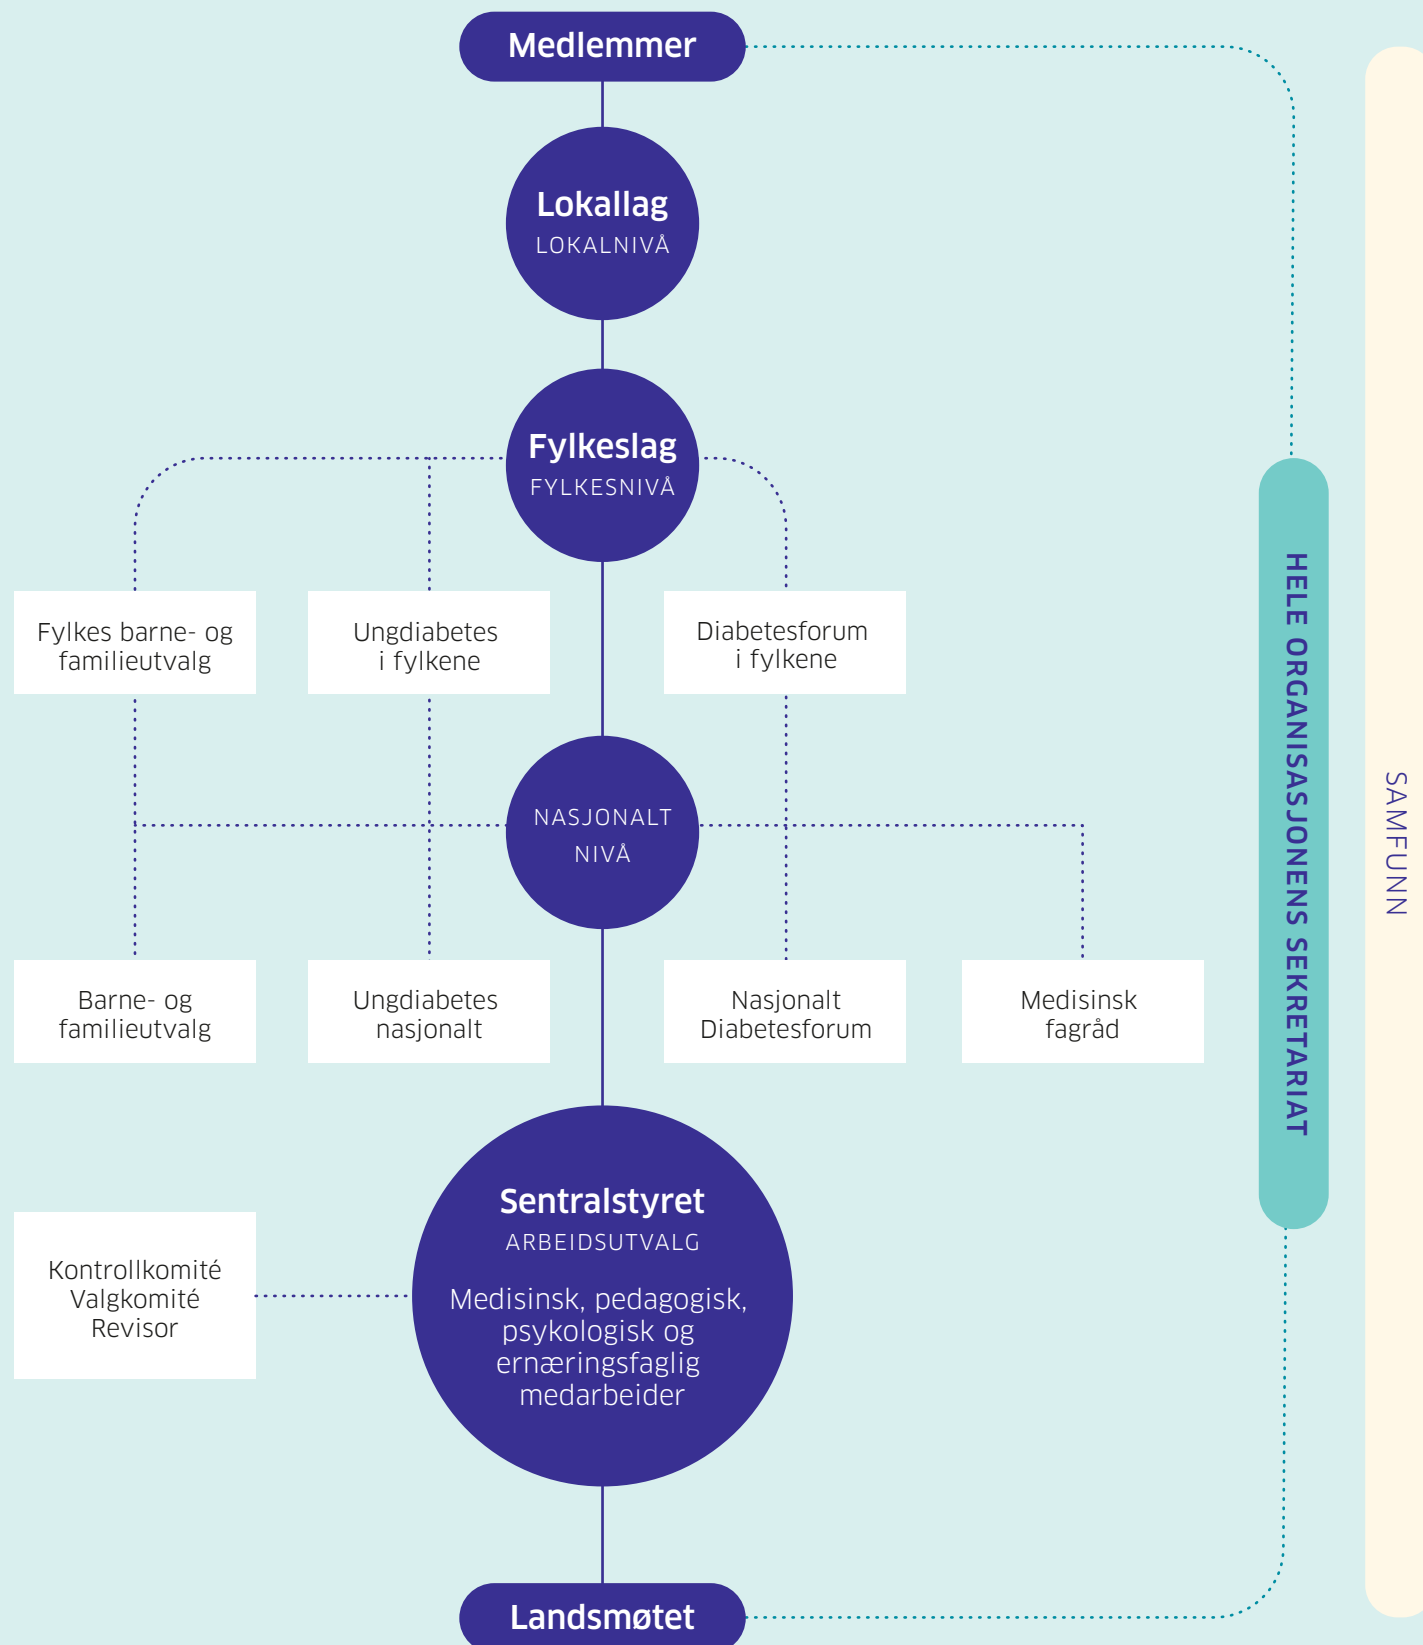 Medlemmer
Lokallag
LOKALNIVÅ
Fylkeslag
FYLKESNIVÅ
Fylkes barne- og
familieutvalg
Ungdiabetes
i fylkene
Diabetesforum
i fylkene
NASJONALT
NIVÅ
Barne- og
familieutvalg
Ungdiabetes
nasjonalt
Nasjonalt
Diabetesforum
Medisinsk
fagråd
Sentralstyret
ARBEIDSUTVALG
Medisinsk, pedagogisk,
psykologisk og
ernæringsfaglig
medarbeider
Kontrollkomité
Valgkomité
Revisor
Landsmøtet
HELE ORGANISASJONENS SEKRETARIAT
SAMFUNN